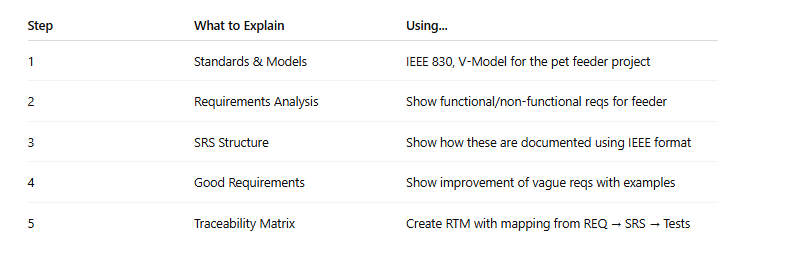 Step What to Explain Using...
1 Standards & Models IEEE 830, V-Model for the pet feeder project
2 Requirements Analysis Show functional/non-functional reqs for feeder
3 SRS Structure Show how these are documented using IEEE format
4 Good Requirements Show improvement of vague reqs with examples
5 Traceability Matrix Create RTM with mapping from REQ → SRS → Tests